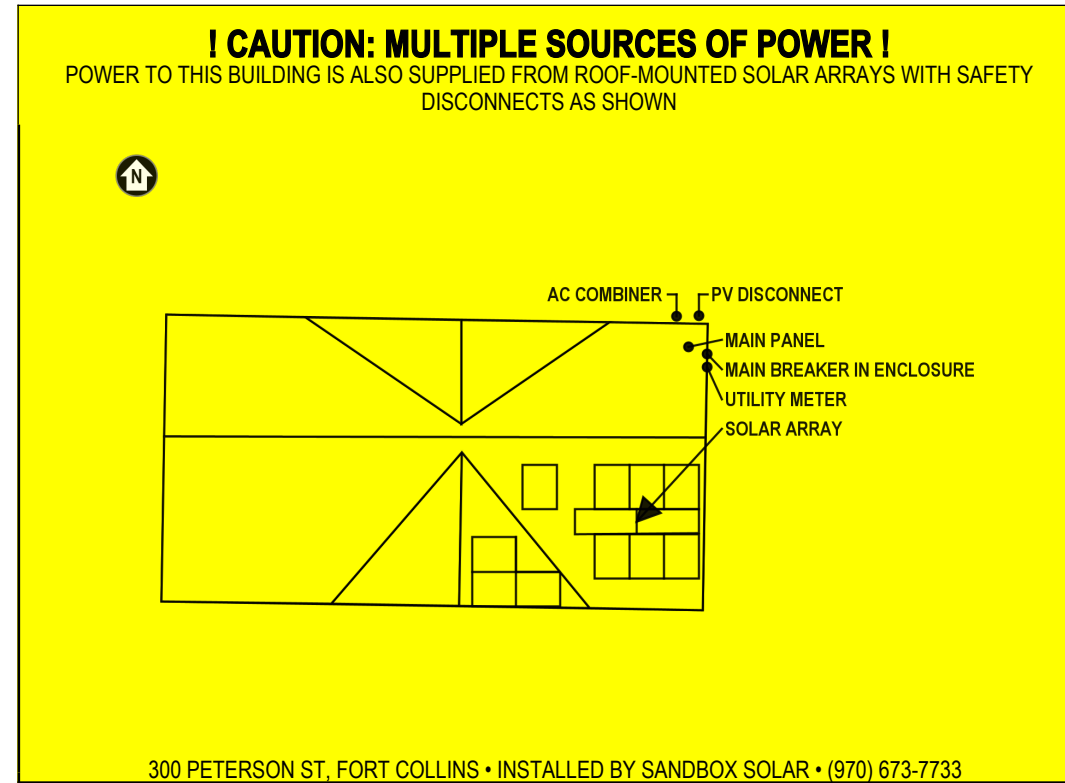 ! CAUTION: MULTIPLE SOURCES OF POWER !
POWER TO THIS BUILDING IS ALSO SUPPLIED FROM ROOF-MOUNTED SOLAR ARRAYS WITH SAFETY
DISCONNECTS AS SHOWN
N
AC COMBINER
PV DISCONNECT
MAIN PANEL
MAIN BREAKER IN ENCLOSURE
UTILITY METER
SOLAR ARRAY
300 PETERSON ST, FORT COLLINS • INSTALLED BY SANDBOX SOLAR • (970) 673-7733